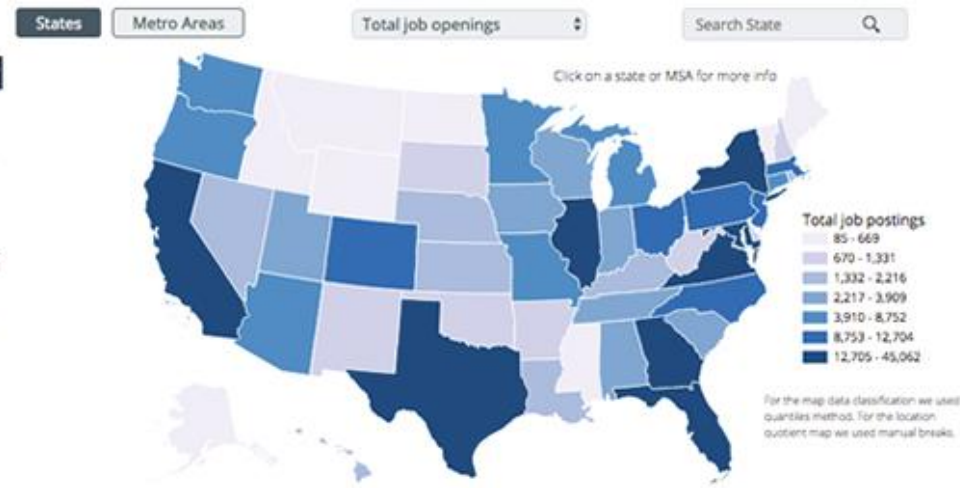 States
Metro Areas
Total job openings
Search State
Click on a state or MSA for more info
Total job postings
85 - 669
670 - 1,331
1,332 - 2,216
2,217 - 3,909
3,910 - 8,752
8,753 - 12,704
12,705 - 45,062
For the map data classification we used
quantiles method. For the location
quotient map we used manual breaks.